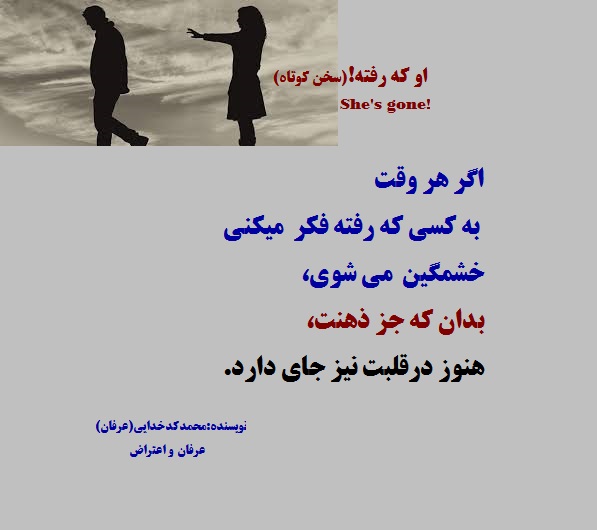 او که رفته!(سخن کوتاه)
She's gone!
اگر هر وقت
به کسی که رفته فکر میکنی
خشمگین می شوی،
بدان که جز ذهنت،
هنوز درقلبت نیز جای دارد.
نویسنده:محمدکدخدایی(عرفان)
عرفان و اعتراض